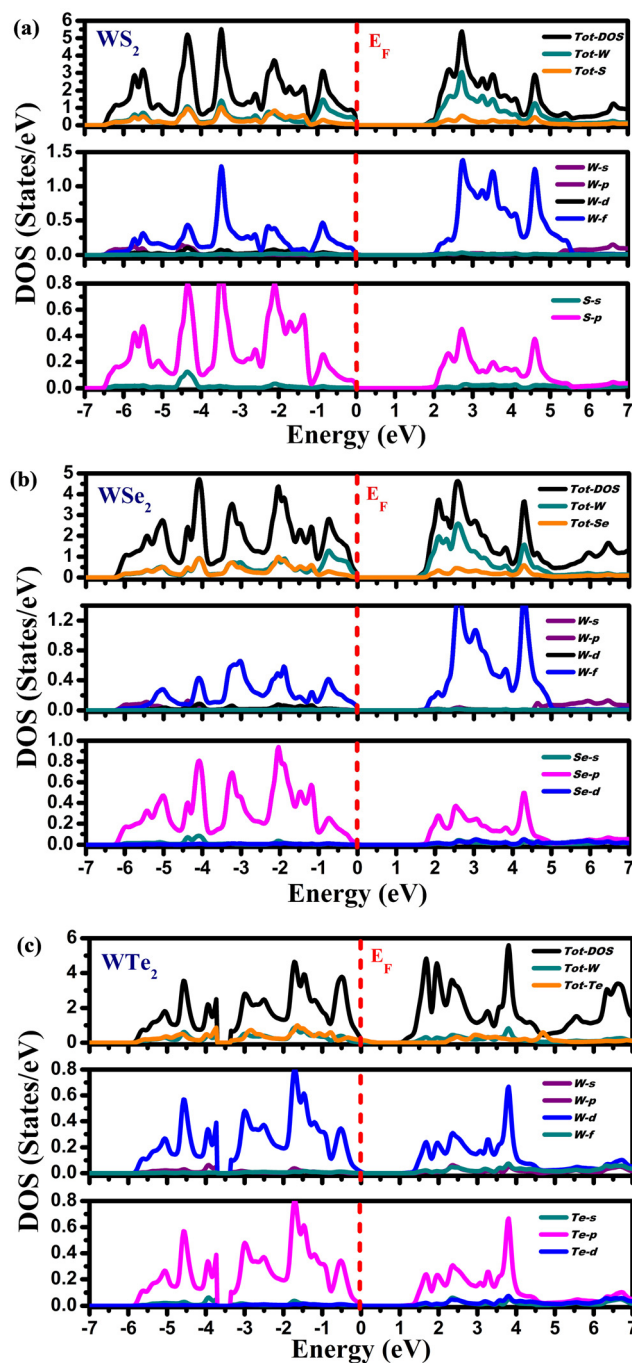 (a)
WS2
EF
Tot-DOS
Tot-W
Tot-S
6
5
4
3
2
1
0
1.5
1.0
0.5
0.0
W-s
W-p
W-d
W-f
0.8
0.6
0.4
0.2
0.0
S-s
S-p
DOS (States/eV)
-7 -6 -5 -4 -3 -2 -1 0 1 2 3 4 5 6 7
Energy (eV)
(b)
WSe2
EF
Tot-DOS
Tot-W
Tot-Se
5
4
3
2
1
0
1.2
0.8
0.4
0.0
W-s
W-p
W-d
W-f
1.0
0.8
0.6
0.4
0.2
0.0
Se-s
Se-p
Se-d
DOS (States/eV)
-7 -6 -5 -4 -3 -2 -1 0 1 2 3 4 5 6 7
Energy (eV)
(c)
WTe2
EF
Tot-DOS
Tot-W
Tot-Te
6
4
2
0
0.8
0.6
0.4
0.2
0.0
W-s
W-p
W-d
W-f
0.8
0.6
0.4
0.2
0.0
Te-s
Te-p
Te-d
DOS (States/eV)
-7 -6 -5 -4 -3 -2 -1 0 1 2 3 4 5 6 7
Energy (eV)